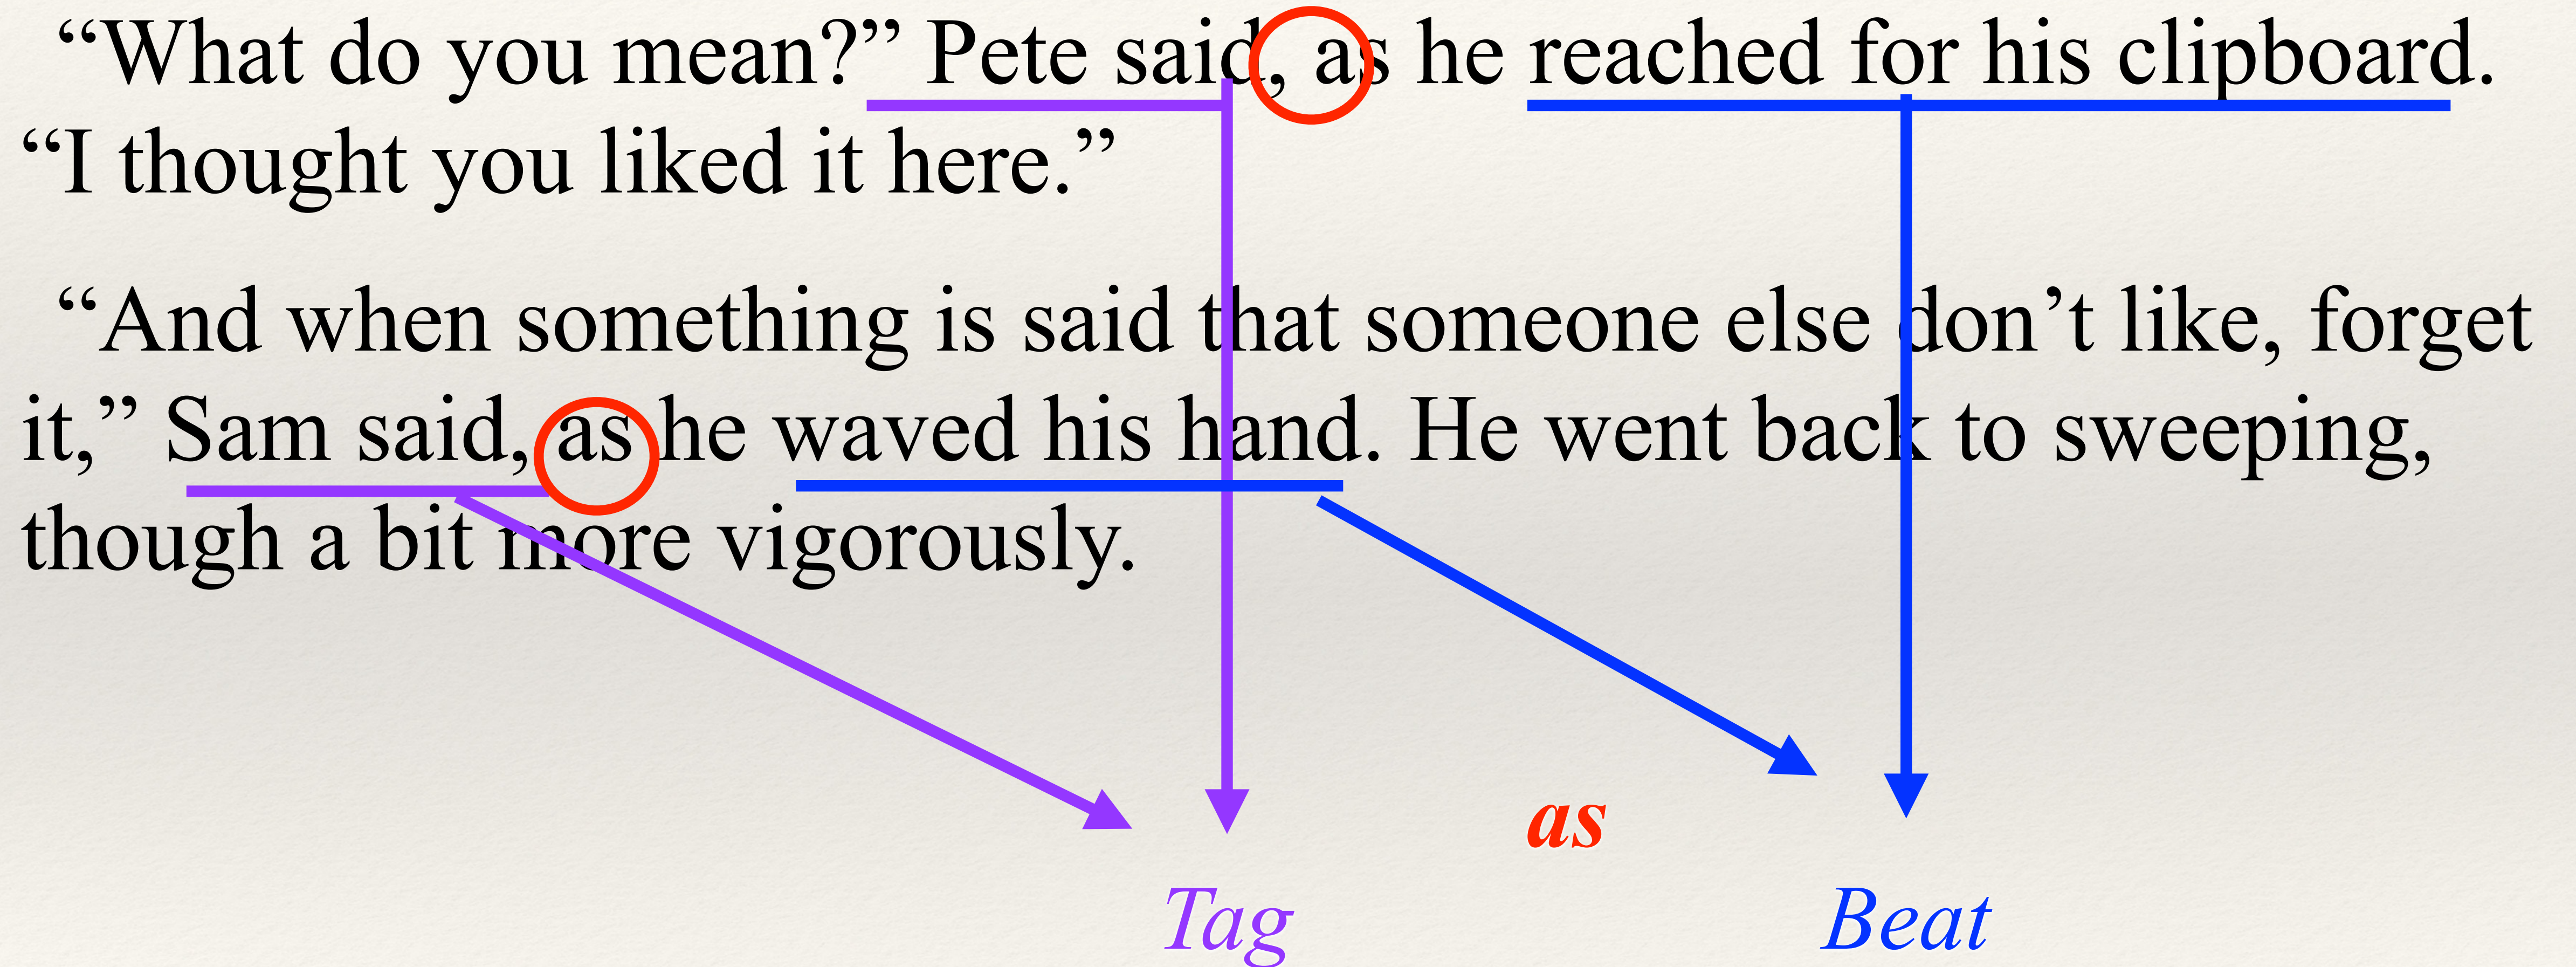 “What do you mean?” Pete said, as he reached for his clipboard.
“I thought you liked it here.”
“And when something is said that someone else don’t like, forget
it,” Sam said, as he waved his hand. He went back to sweeping,
though a bit more vigorously.
as
Tag
Beat